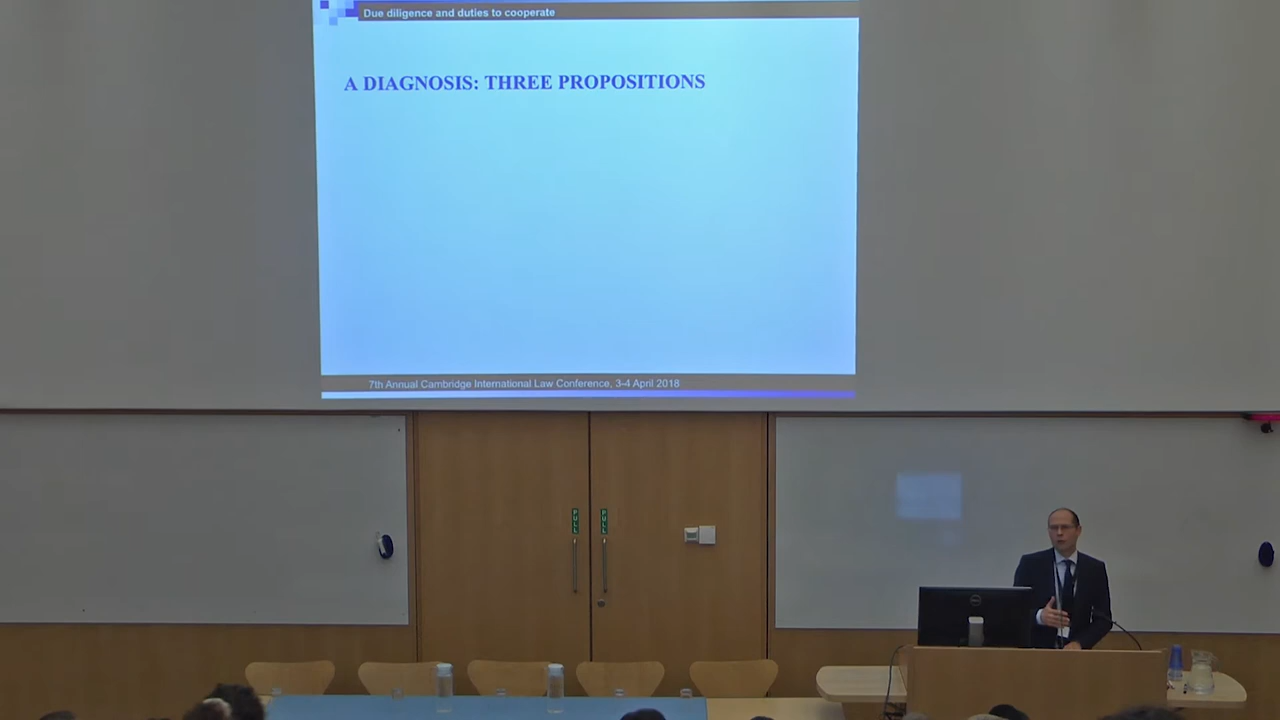 Due diligence and duties to cooperate
A DIAGNOSIS: THREE PROPOSITIONS
7th Annual Cambridge International Law Conference, 3-4 April 2018
PULL
PULL